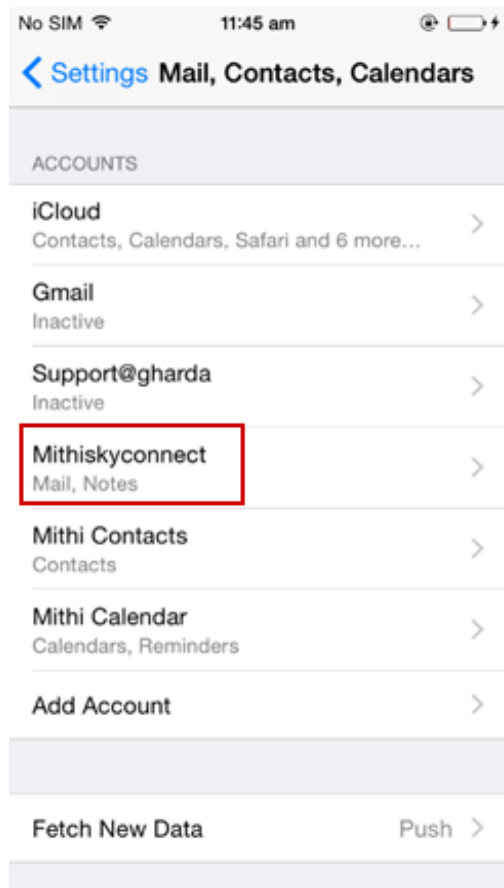 No SIM 11:45 am
Settings Mail, Contacts, Calendars
ACCOUNTS
iCloud
Contacts, Calendars, Safari and 6 more...
Gmail
Inactive
Support@gharda
Inactive
Mithiskyconnect
Mail, Notes
Mithi Contacts
Contacts
Mithi Calendar
Calendars, Reminders
Add Account
Fetch New Data Push